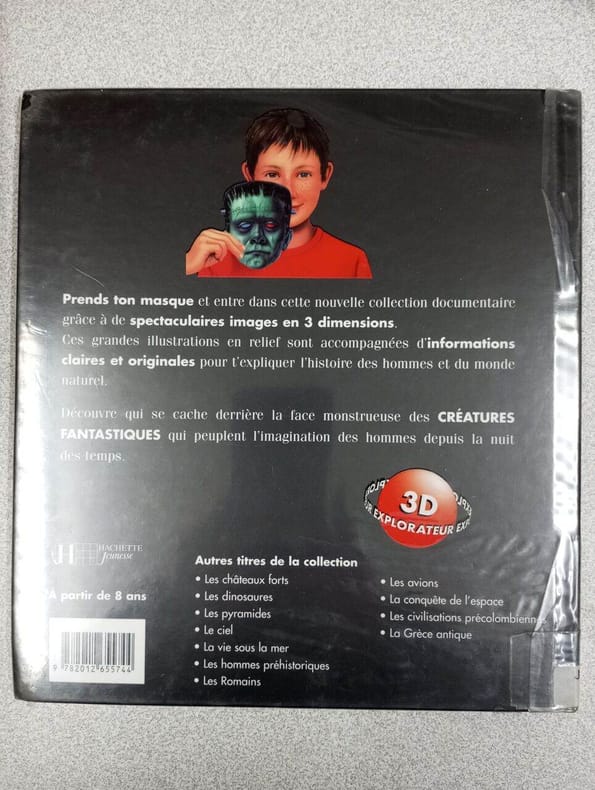 Prends ton masque et entre dans cette nouvelle collection documentaire
grâce à de spectaculaires images en 3 dimensions.
Ces grandes illustrations en relief sont accompagnées d'informations
claires et originales pour t'expliquer l'histoire des hommes et du monde
naturel.
Découvre qui se cache derrière la face monstrueuse des CRÉATURES
FANTASTIQUES qui peuplent l'imagination des hommes depuis la nuit
des temps.
3D
EXPLORATEUR
HACHETTE
Jeunesse
À partir de 8 ans
Autres titres de la collection
• Les châteaux forts
• Les dinosaures
• Les pyramides
• Le ciel
• La vie sous la mer
• Les hommes préhistoriques
• Les Romains
• Les avions
• La conquête de l'espace
• Les civilisations précolombiennes
• La Grèce antique
9 782012 655744